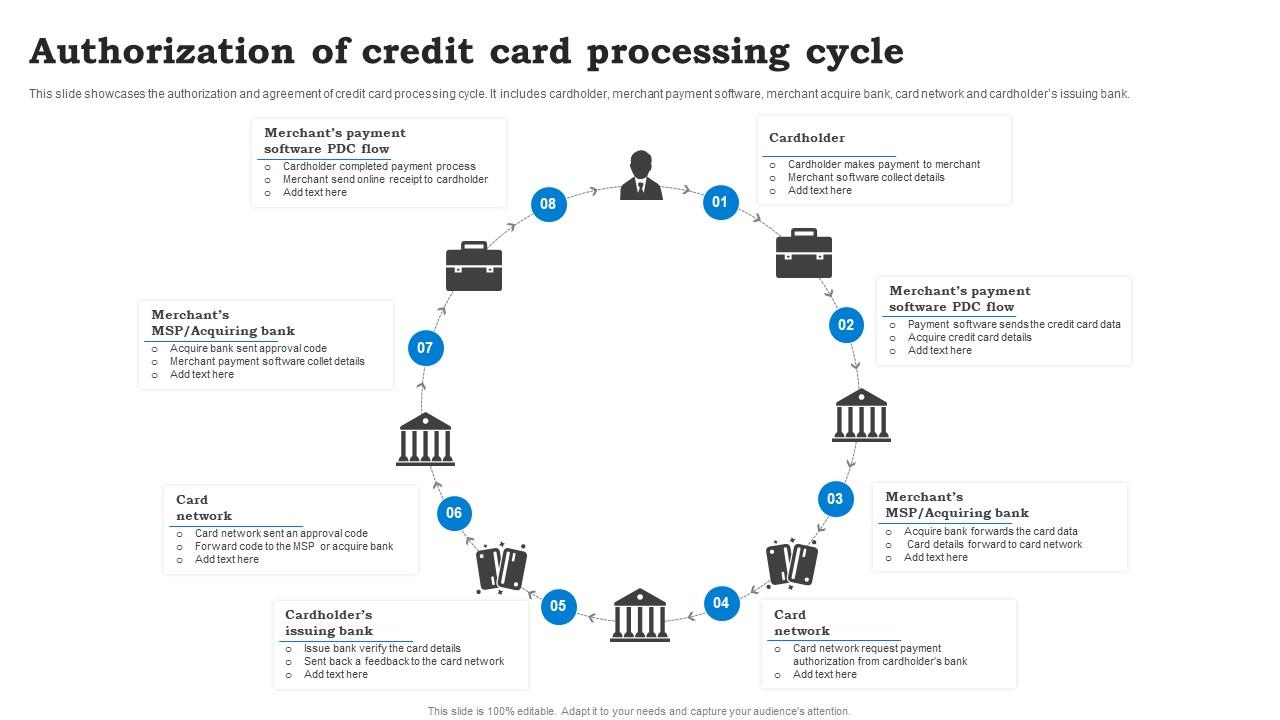 Authorization of credit card processing cycle
This slide showcases the authorization and agreement of credit card processing cycle. It includes cardholder, merchant payment software, merchant acquire bank, card network and cardholder's issuing bank.
Cardholder
o Cardholder makes payment to merchant
o Merchant software collect details
o Add text here
01
Merchant's payment
software PDC flow
o Payment software sends the credit card data
o Acquire credit card details
o Add text here
02
Merchant's
MSP/Acquiring bank
o Acquire bank forwards the card data
o Card details forward to card network
o Add text here
03
Card
network
o Card network request payment
authorization from cardholder's bank
o Add text here
04
Cardholder's
issuing bank
o Issue bank verify the card details
o Sent back a feedback to the card network
o Add text here
05
Card
network
o Card network sent an approval code
o Forward code to the MSP or acquire bank
o Add text here
06
Merchant's
MSP/Acquiring bank
o Acquire bank sent approval code
o Merchant payment software collet details
o Add text here
07
Merchant's payment
software PDC flow
o Cardholder completed payment process
o Merchant send online receipt to cardholder
o Add text here
08
This slide is 100% editable. Adapt it to your needs and capture your audience's attention.